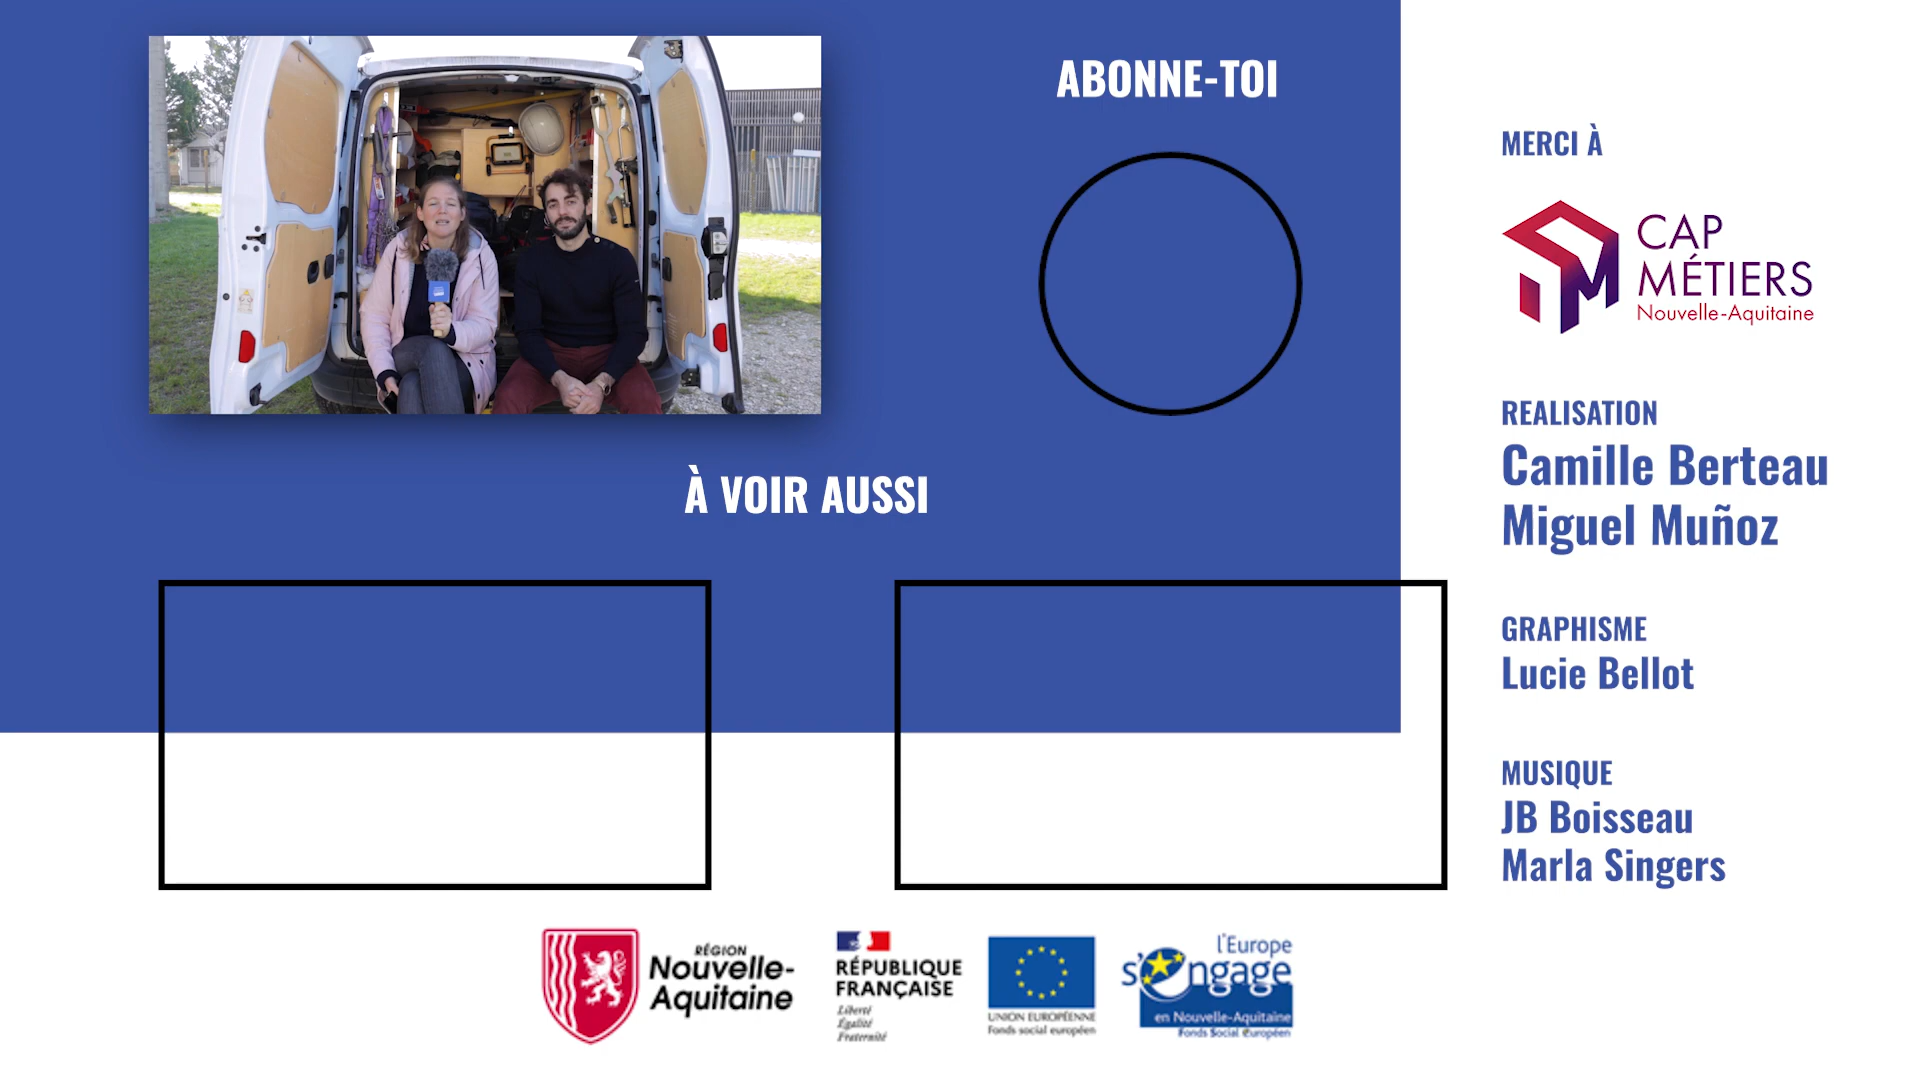 ABONNE-TOI
À VOIR AUSSI
MERCI À
CAP
MÉTIERS
Nouvelle-Aquitaine
REALISATION
Camille Berteau
Miguel Muñoz
GRAPHISME
Lucie Bellot
MUSIQUE
JB Boisseau
Marla Singers
RÉGION
Nouvelle-
Aquitaine
RÉPUBLIQUE
FRANÇAISE
Liberté
Égalité
Fraternité
UNION EUROPÉENNE
Fonds social européen
l'Europe
s'engage
en Nouvelle-Aquitaine
Fonds Social Européen